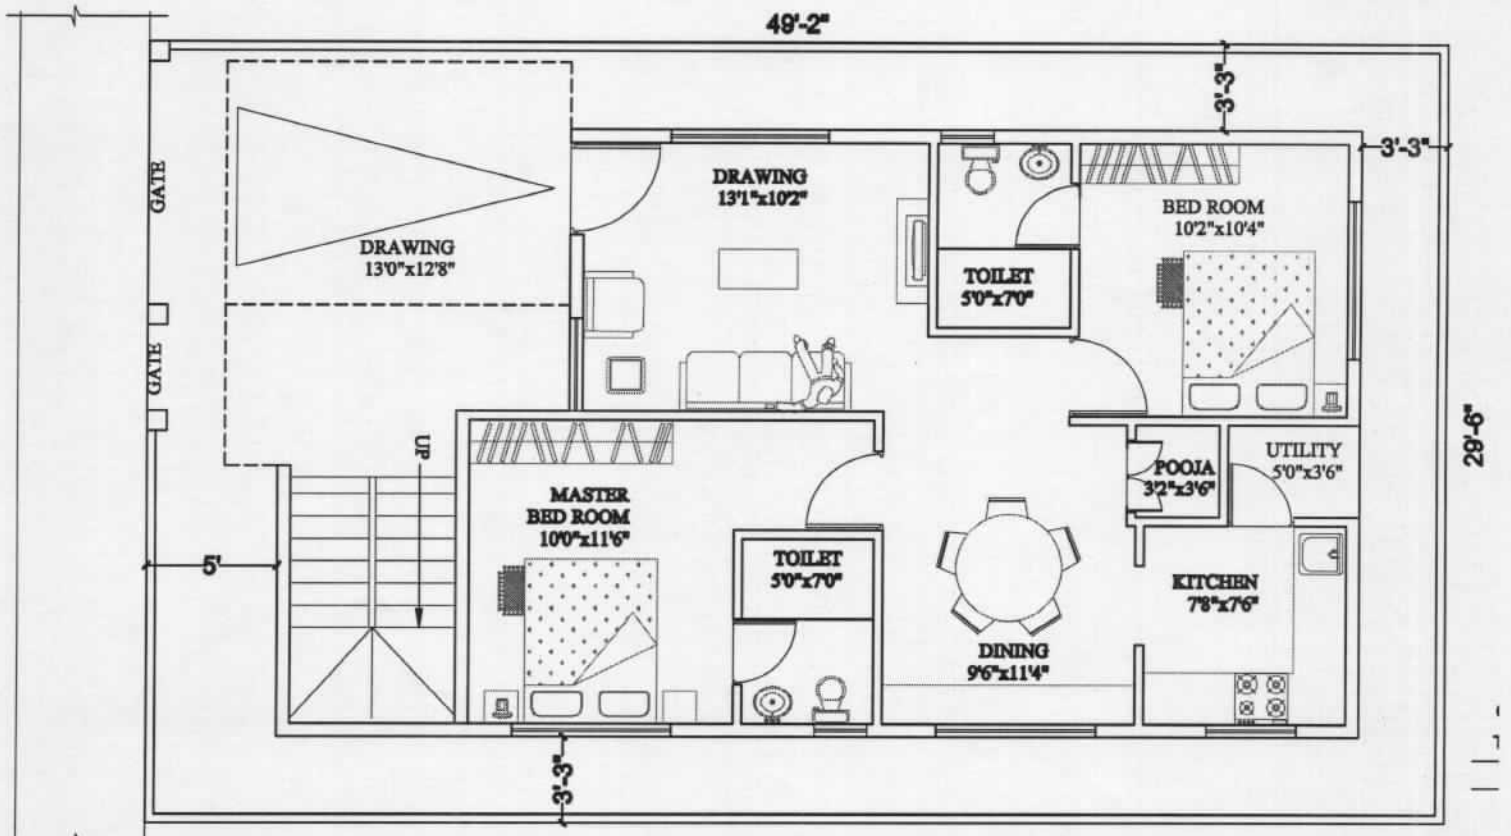 49'-2"
3'-3"
3'-3"
GATE
DRAWING
13'0"x12'8"
DRAWING
13'1"x10'2"
TOILET
5'0"x7'0"
BED ROOM
10'2"x10'4"
GATE
UP
29'-6"
MASTER
BED ROOM
10'0"x11'6"
POOJA
3'2"x3'6"
UTILITY
5'0"x3'6"
5'
TOILET
5'0"x7'0"
KITCHEN
7'8"x7'6"
DINING
9'6"x11'4"
3'-3"